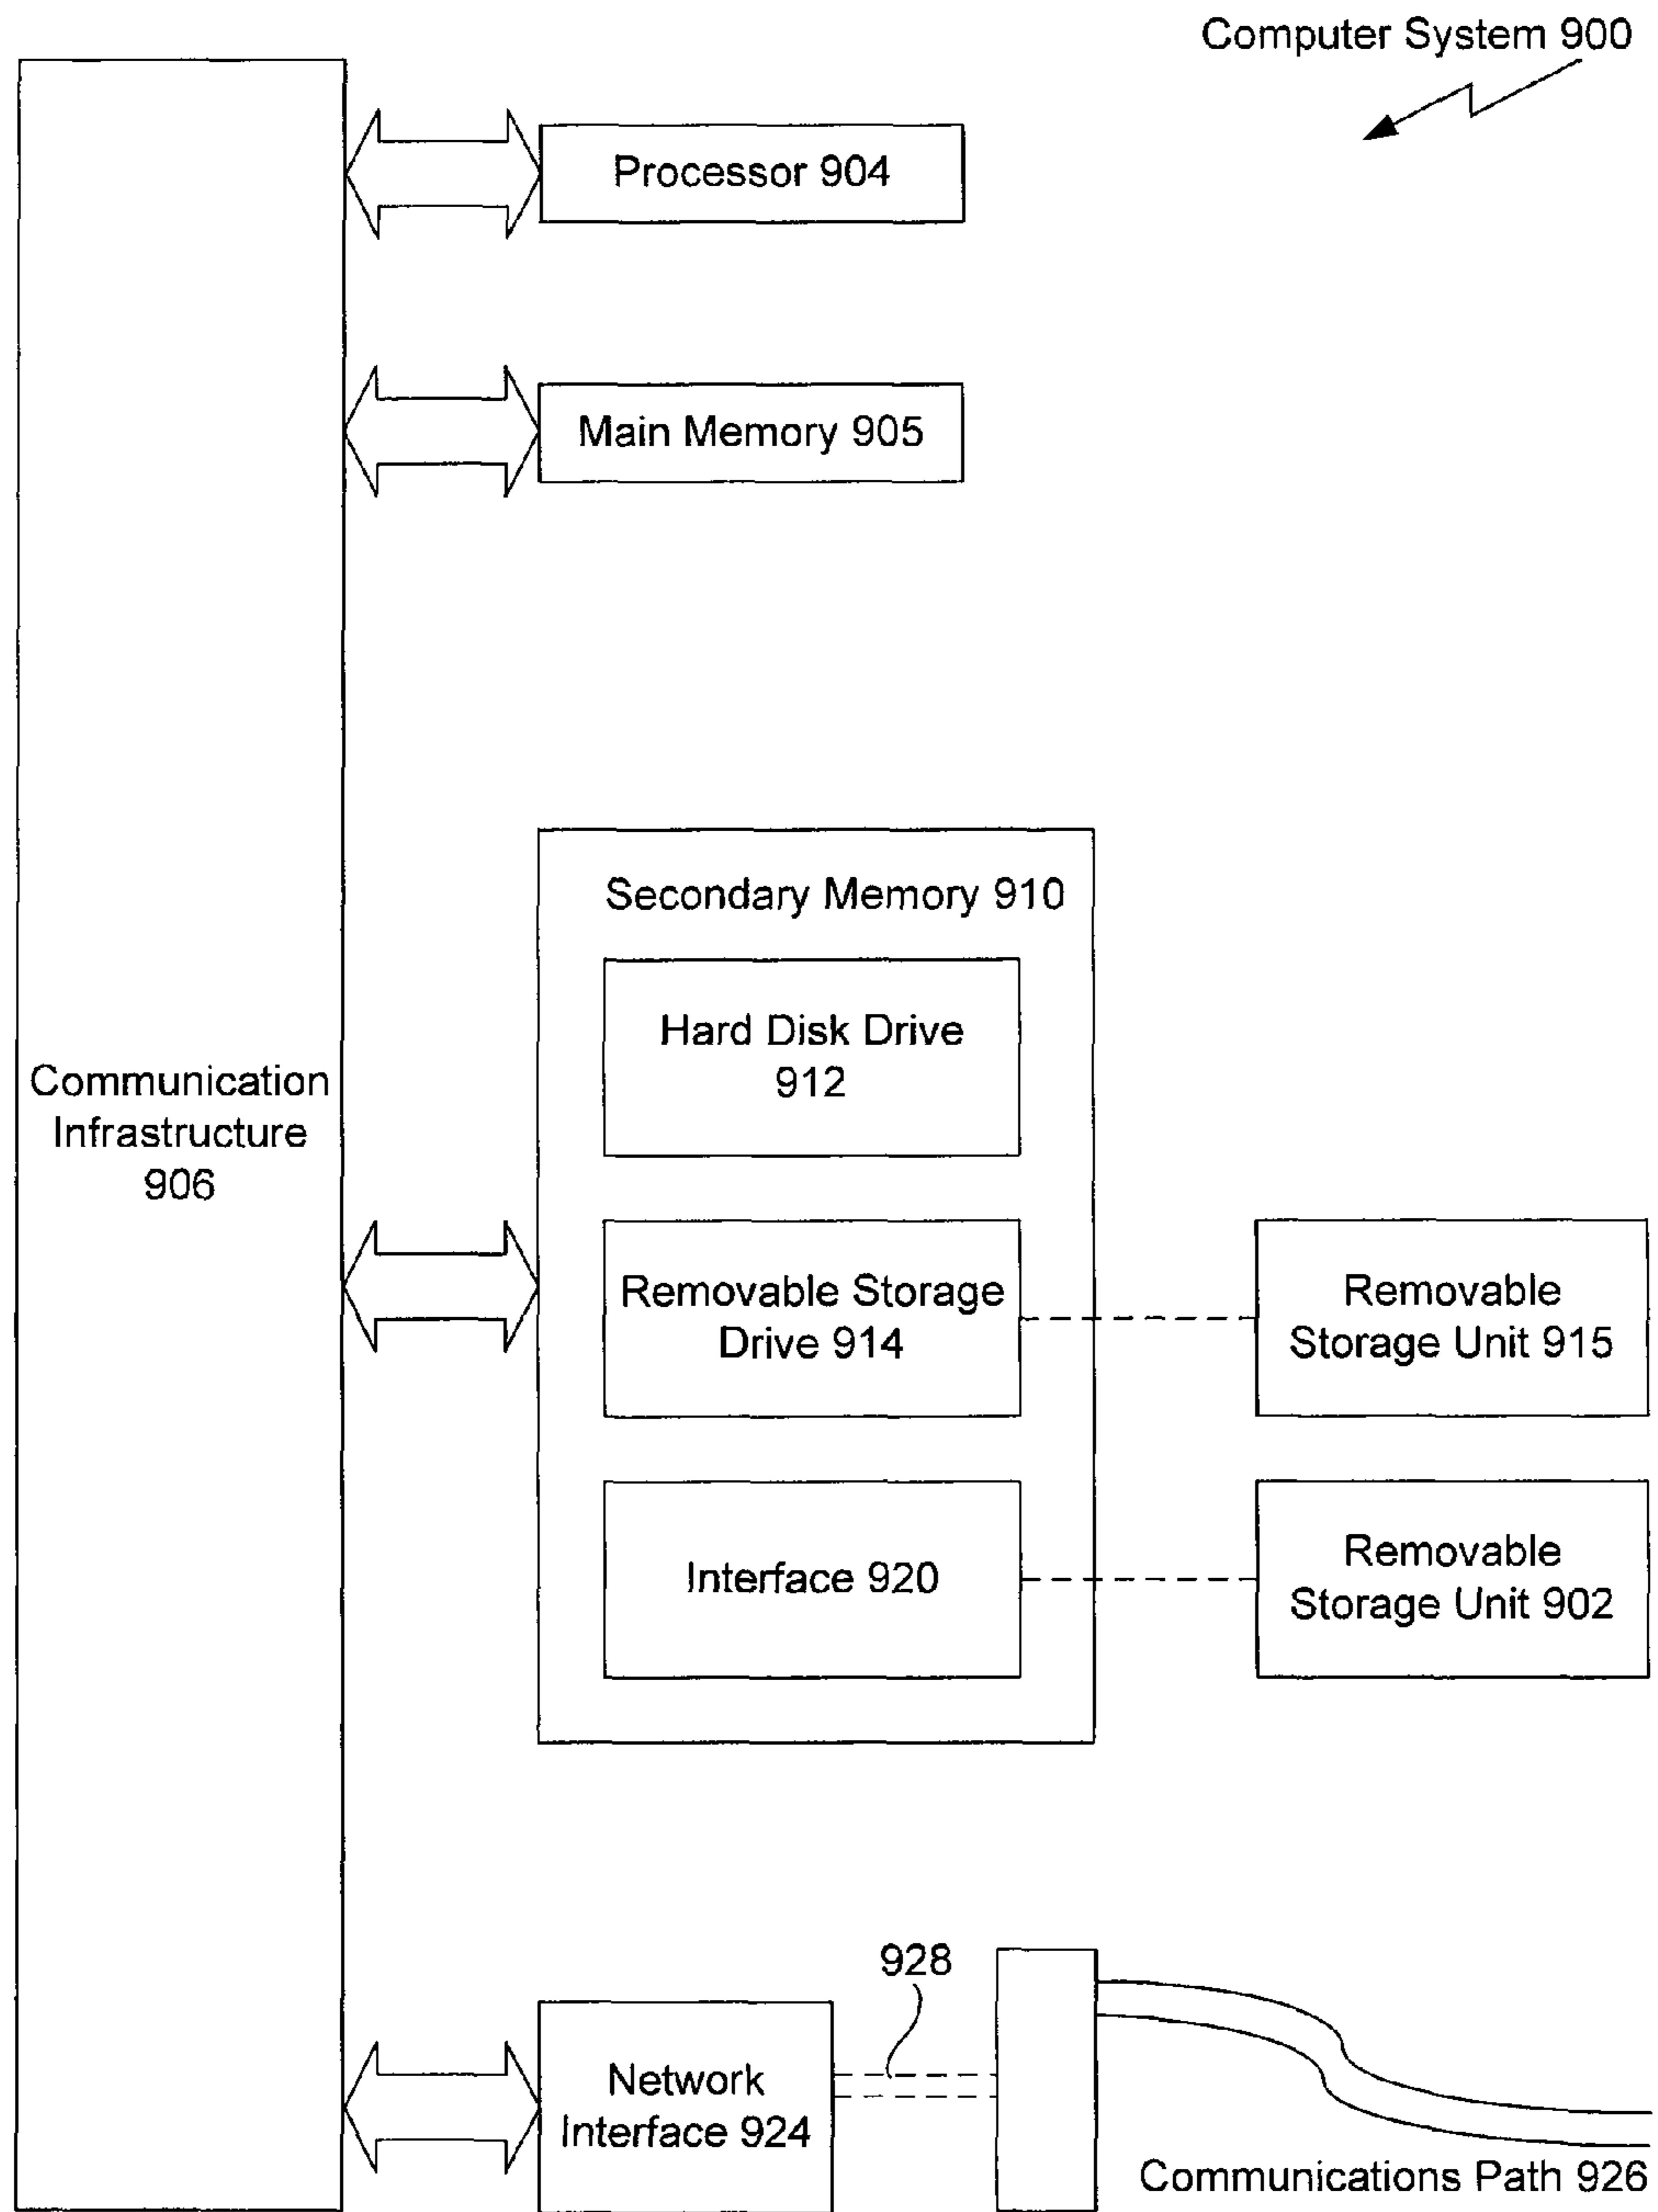 Computer System 900
Processor 904
Main Memory 905
Communication
Infrastructure
906
Secondary Memory 910
Hard Disk Drive
912
Removable Storage
Drive 914
Removable
Storage Unit 915
Interface 920
Removable
Storage Unit 902
928
Network
Interface 924
Communications Path 926